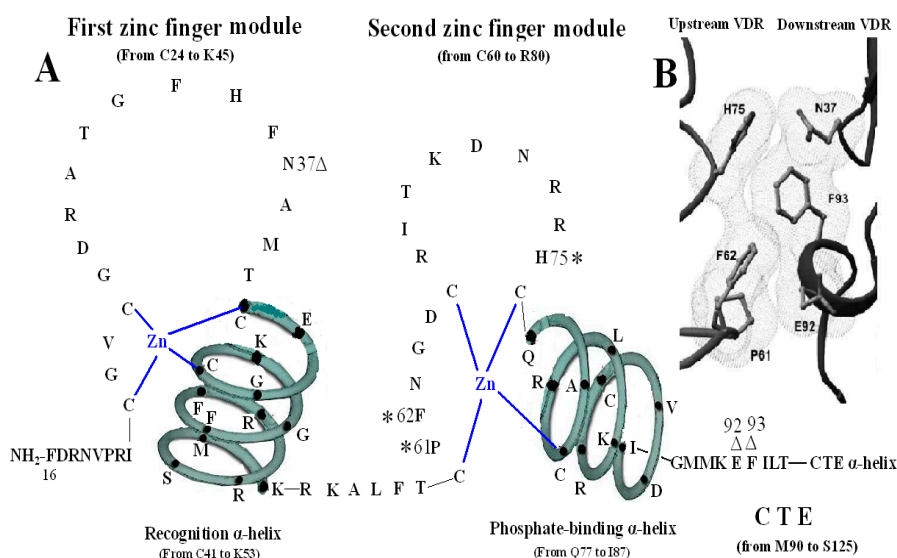 First zinc finger module
(From C24 to K45)
Second zinc finger module
(from C60 to R80)
Upstream VDR Downstream VDR
A
B
G
F
H
T
F
A
N37Δ
R
A
D
M
G
T
C
C
V
Zn
E
G
C
K
C
G
F
F
R
G
M
S
R
K
NH₂-FDRNVPRI
16
K–R K A L F T
D
K
N
T
R
I
R
R
H75*
C
C
D
Q
L
G
Zn
R
A
C
V
N
*62F
*61P
C
C
K
I
R
D
92 93
Δ Δ
GMMK E F ILT— CTE α-helix
H75
N37
F93
F62
E92
P61
Recognition α-helix
(From C41 to K53)
Phosphate-binding α-helix
(From Q77 to I87)
C T E
(from M90 to S125)